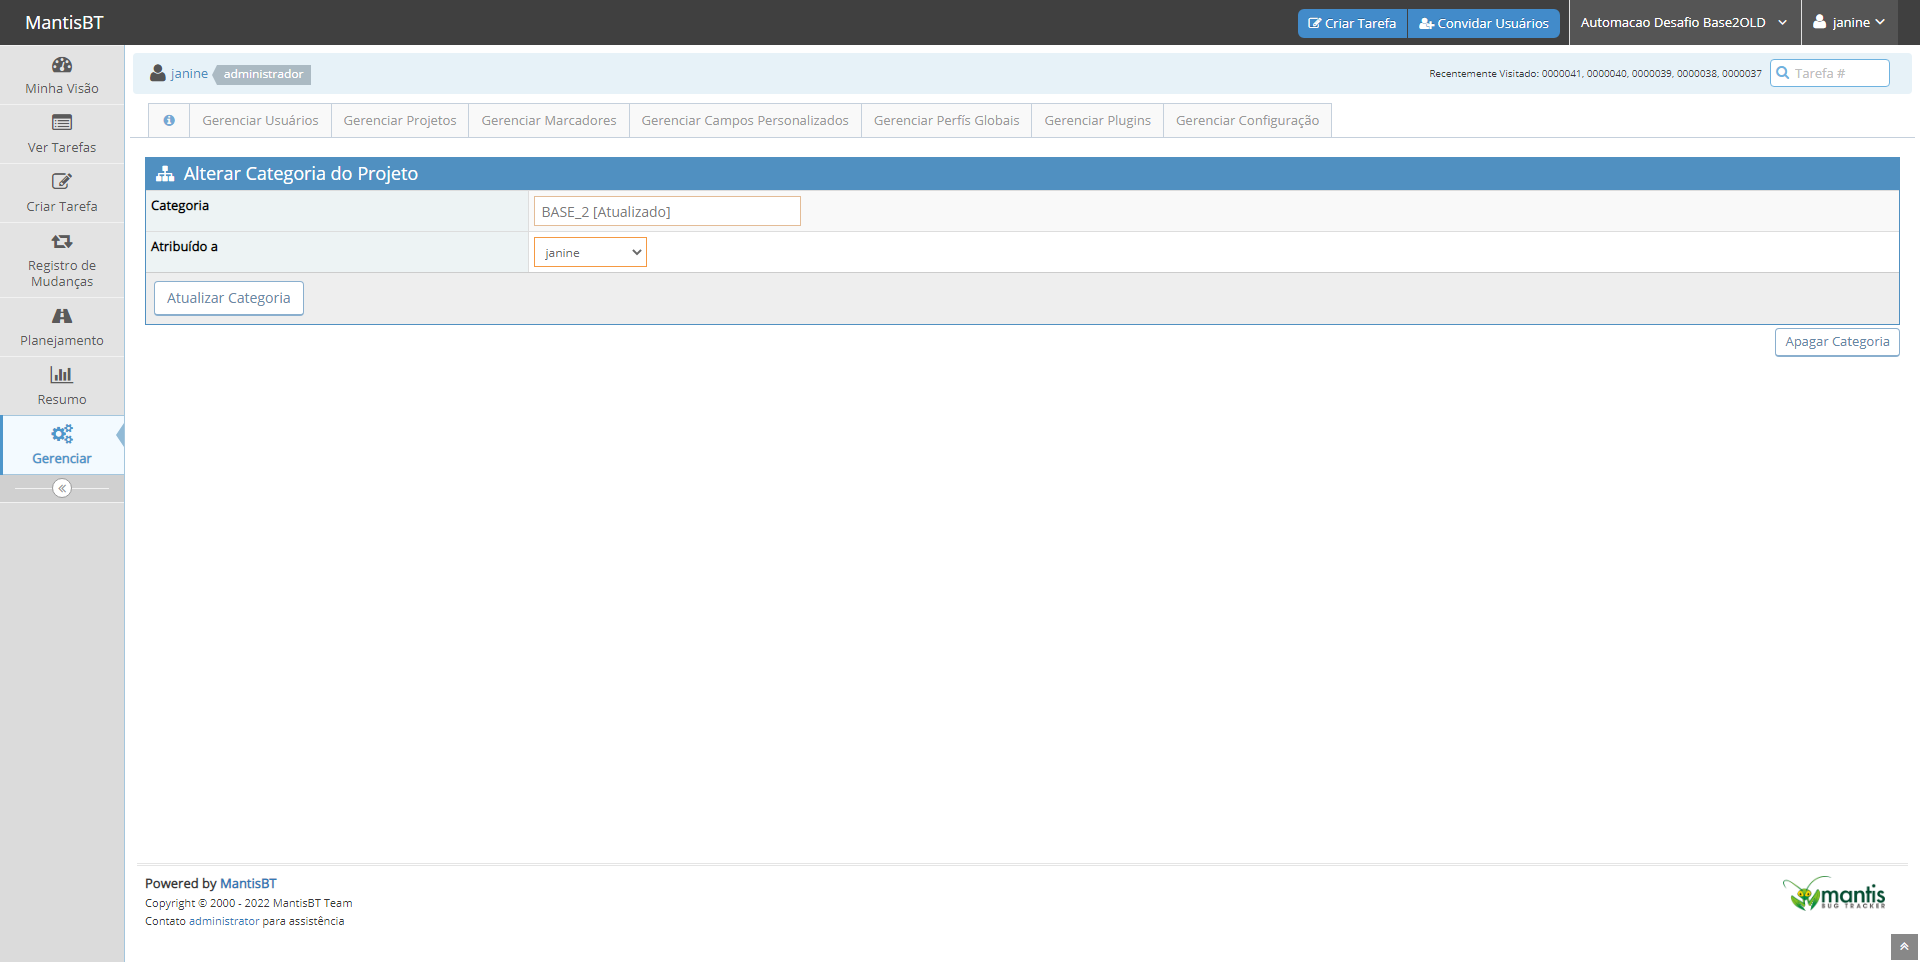 MantisBT
Criar Tarefa
Convidar Usuários
Automacao Desafio Base2OLD
janine
Minha Visão
Ver Tarefas
Criar Tarefa
Registro de
Mudanças
Planejamento
Resumo
Gerenciar
janine administrador
Recentemente Visitado: 0000041, 0000040, 0000039, 0000038, 0000037
Tarefa #
Gerenciar Usuários
Gerenciar Projetos
Gerenciar Marcadores
Gerenciar Campos Personalizados
Gerenciar Perfís Globais
Gerenciar Plugins
Gerenciar Configuração
Alterar Categoria do Projeto
Categoria
BASE_2 [Atualizado]
Atribuído a
janine
Atualizar Categoria
Apagar Categoria
Powered by MantisBT
Copyright © 2000 - 2022 MantisBT Team
Contato administrator para assistência
mantis
BUG TRACKER